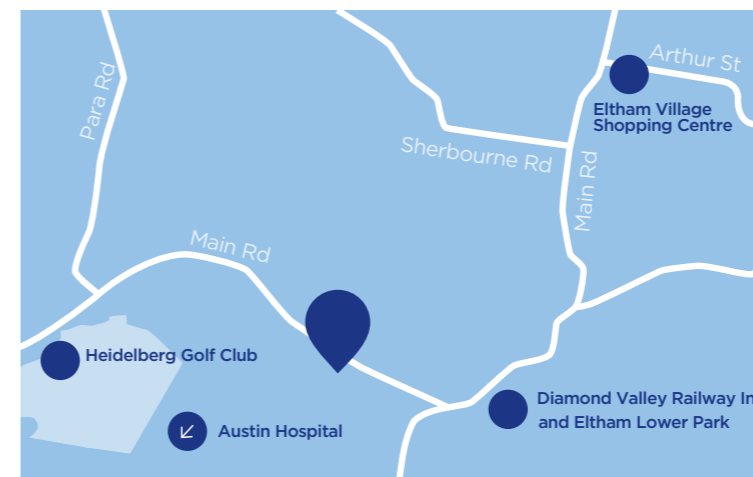 Arthur St
Eltham Village
Shopping Centre
Para Rd
Sherbourne Rd
Main Rd
Main Rd
Heidelberg Golf Club
Diamond Valley Railway In
and Eltham Lower Park
Austin Hospital